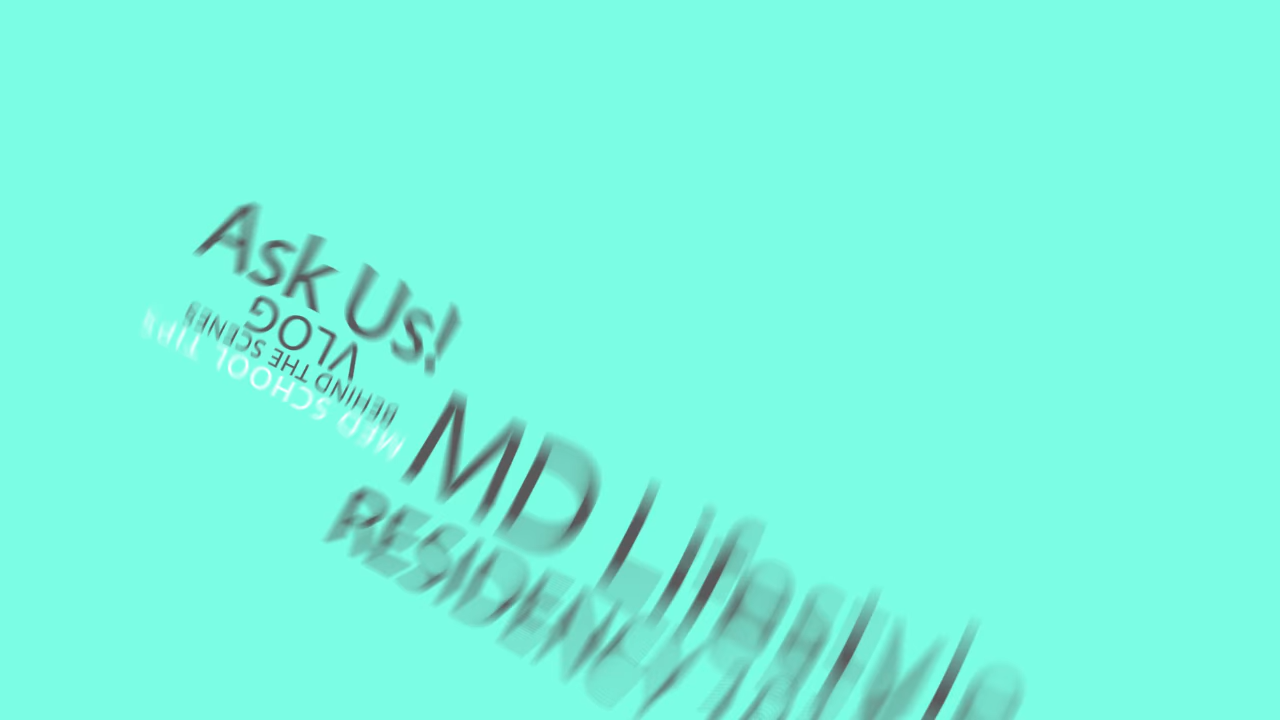 Ask Us!
VLOG
BEHIND THE SCENES
MED SCHOOL TIPS
MD
RESIDENCY